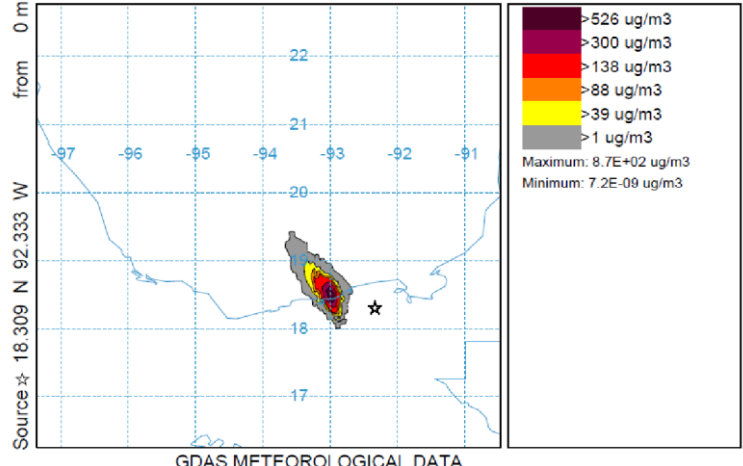 Source ☆ 18.309 N 92.333 W from 0 m
22
21
-97 -96 -95 -94 -93 -92 -91
20
19
18
17
>526 ug/m3
>300 ug/m3
>138 ug/m3
>88 ug/m3
>39 ug/m3
>1 ug/m3
Maximum: 8.7E+02 ug/m3
Minimum: 7.2E-09 ug/m3
GDAS METEOROLOGICAL DATA